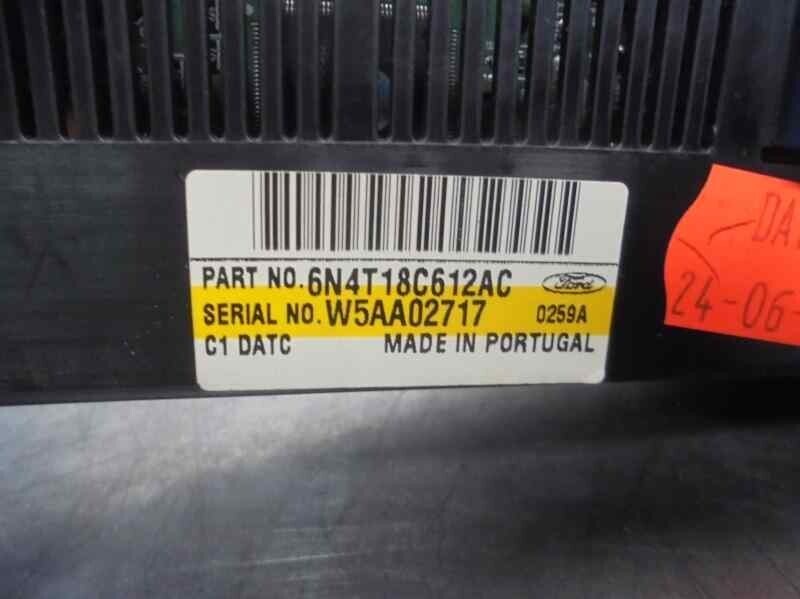 PART NO. 6N4T18C612AC Ford
SERIAL NO. W5AA02717 0259A
C1 DATC MADE IN PORTUGAL
24-06-